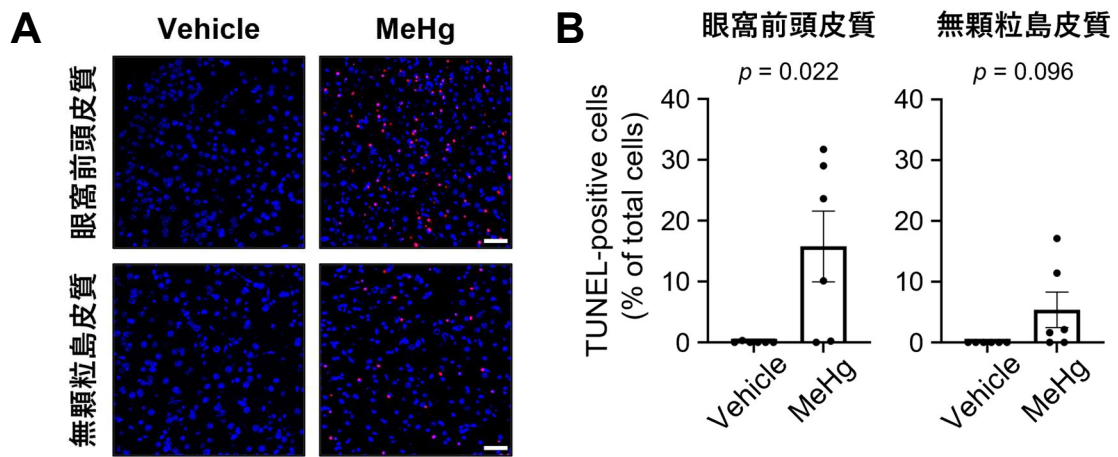 A
Vehicle
MeHg
眼窩前頭皮質
無顆粒島皮質
B
眼窩前頭皮質
p = 0.022
TUNEL-positive cells
(% of total cells)
40
30
20
10
0
Vehicle
MeHg
無顆粒島皮質
p = 0.096
40
30
20
10
0
Vehicle
MeHg